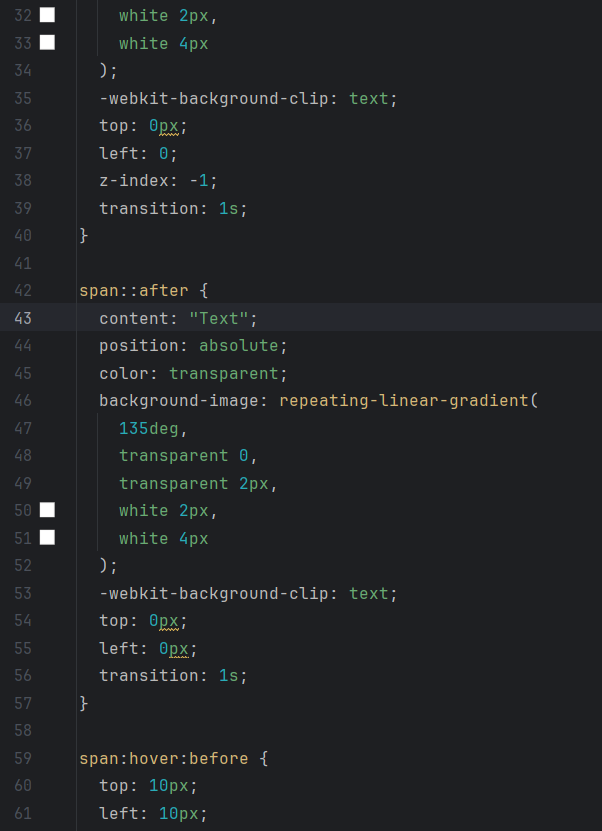 32 white 2px,
33 white 4px
34 );
35 -webkit-background-clip: text;
36 top: 0px;
37 left: 0;
38 z-index: -1;
39 transition: 1s;
40 }
41
42 span::after {
43 content: "Text";
44 position: absolute;
45 color: transparent;
46 background-image: repeating-linear-gradient(
47 135deg,
48 transparent 0,
49 transparent 2px,
50 white 2px,
51 white 4px
52 );
53 -webkit-background-clip: text;
54 top: 0px;
55 left: 0px;
56 transition: 1s;
57 }
58
59 span:hover:before {
60 top: 10px;
61 left: 10px;